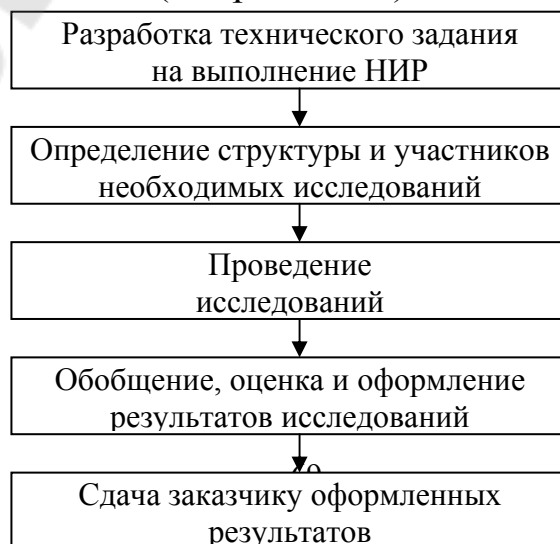 Разработка технического задания
на выполнение НИР
Определение структуры и участников
необходимых исследований
Проведение
исследований
Обобщение, оценка и оформление
результатов исследований
Сдача заказчику оформленных
результатов